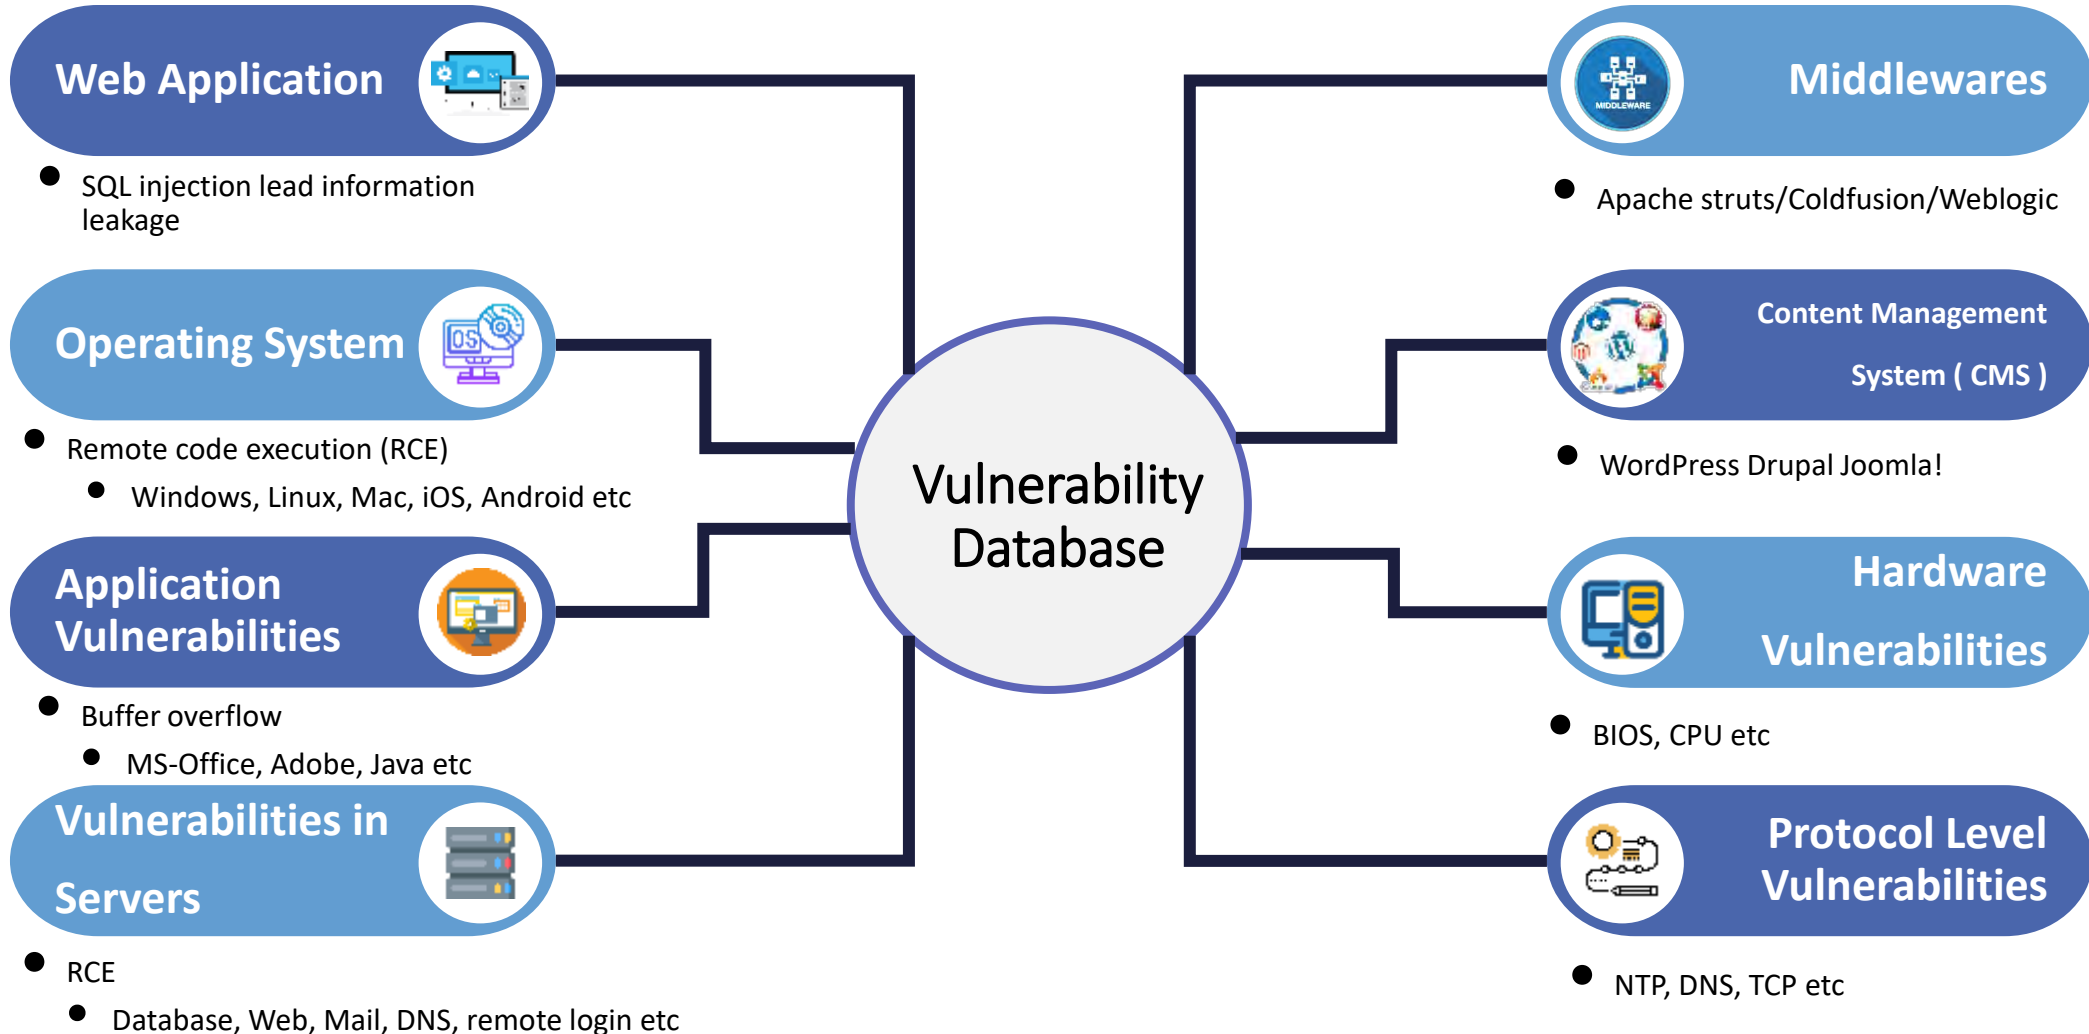 Web Application
SQL injection lead information
leakage
Operating System
OS
Remote code execution (RCE)
Windows, Linux, Mac, iOS, Android etc
Application
Vulnerabilities
Buffer overflow
MS-Office, Adobe, Java etc
Vulnerabilities in
Servers
RCE
Database, Web, Mail, DNS, remote login etc
Vulnerability
Database
Middlewares
MIDDLEWARE
Apache struts/Coldfusion/Weblogic
Content Management
System ( CMS )
WordPress Drupal Joomla!
Hardware
Vulnerabilities
BIOS, CPU etc
Protocol Level
Vulnerabilities
NTP, DNS, TCP etc